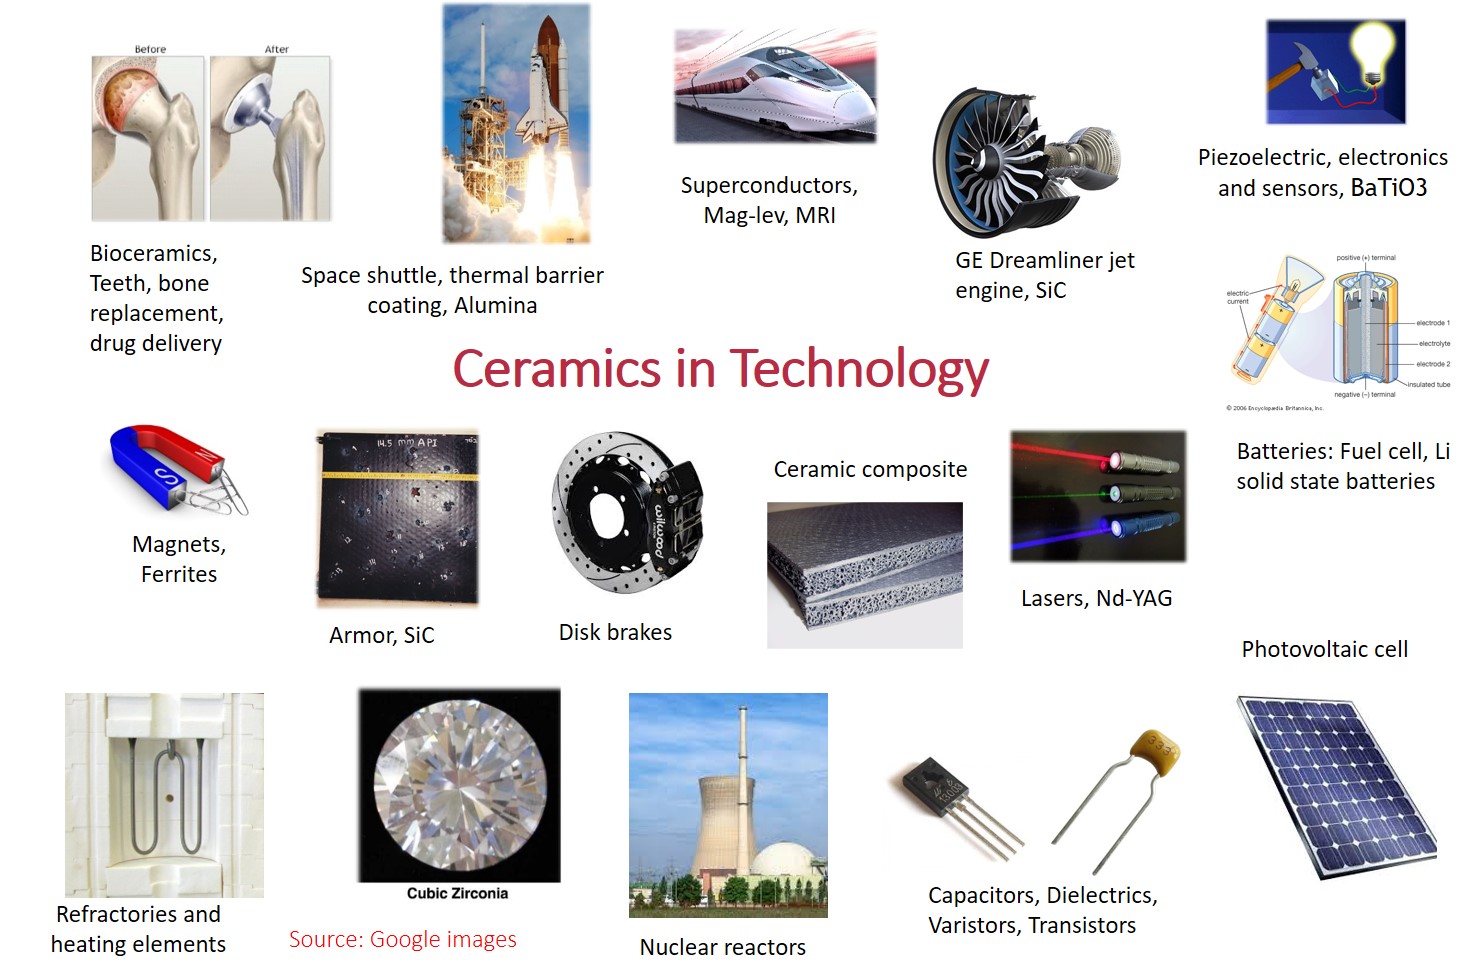 Before
After
Bioceramics,
Teeth, bone
replacement,
drug delivery
Space shuttle, thermal barrier
coating, Alumina
Superconductors,
Mag-lev, MRI
GE Dreamliner jet
engine, SiC
Piezoelectric, electronics
and sensors, BaTiO3
positive (+) terminal
electric
current
electrode 1
electrolyte
electrode 2
insulated tube
negative (–) terminal
© 2006 Encyclopædia Britannica, Inc.
Batteries: Fuel cell, Li
solid state batteries
Ceramics in Technology
N
S
Magnets,
Ferrites
14.5 mm API
Armor, SiC
wilwood
Disk brakes
Ceramic composite
Lasers, Nd-YAG
Photovoltaic cell
Refractories and
heating elements
Cubic Zirconia
Source: Google images
Nuclear reactors
13003
333
Capacitors, Dielectrics,
Varistors, Transistors